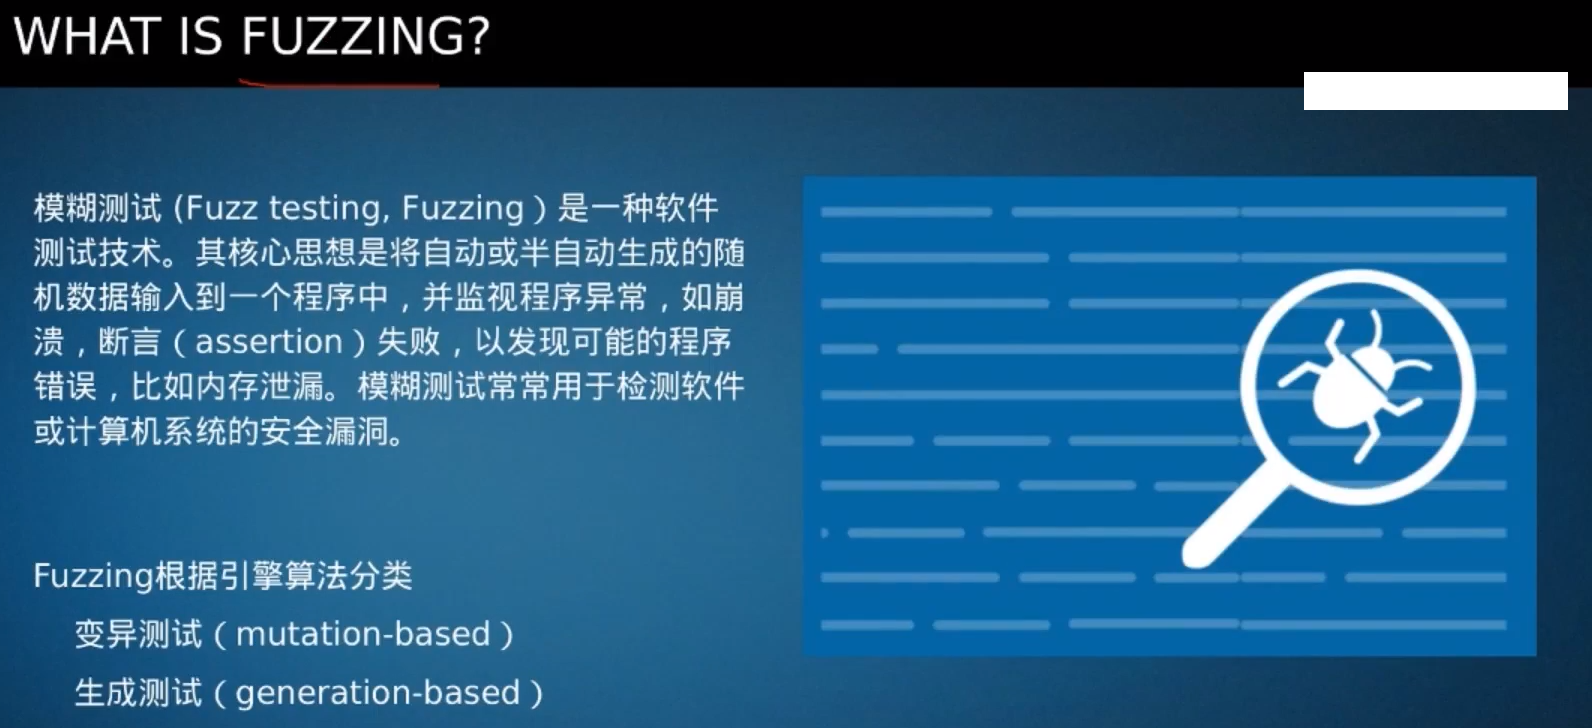 WHAT IS FUZZING?
模糊测试 (Fuzz testing, Fuzzing）是一种软件
测试技术。其核心思想是将自动或半自动生成的随
机数据输入到一个程序中，并监视程序异常，如崩
溃，断言（assertion）失败，以发现可能的程序
错误，比如内存泄漏。模糊测试常常用于检测软件
或计算机系统的安全漏洞。
Fuzzing根据引擎算法分类
变异测试（mutation-based）
生成测试（generation-based）